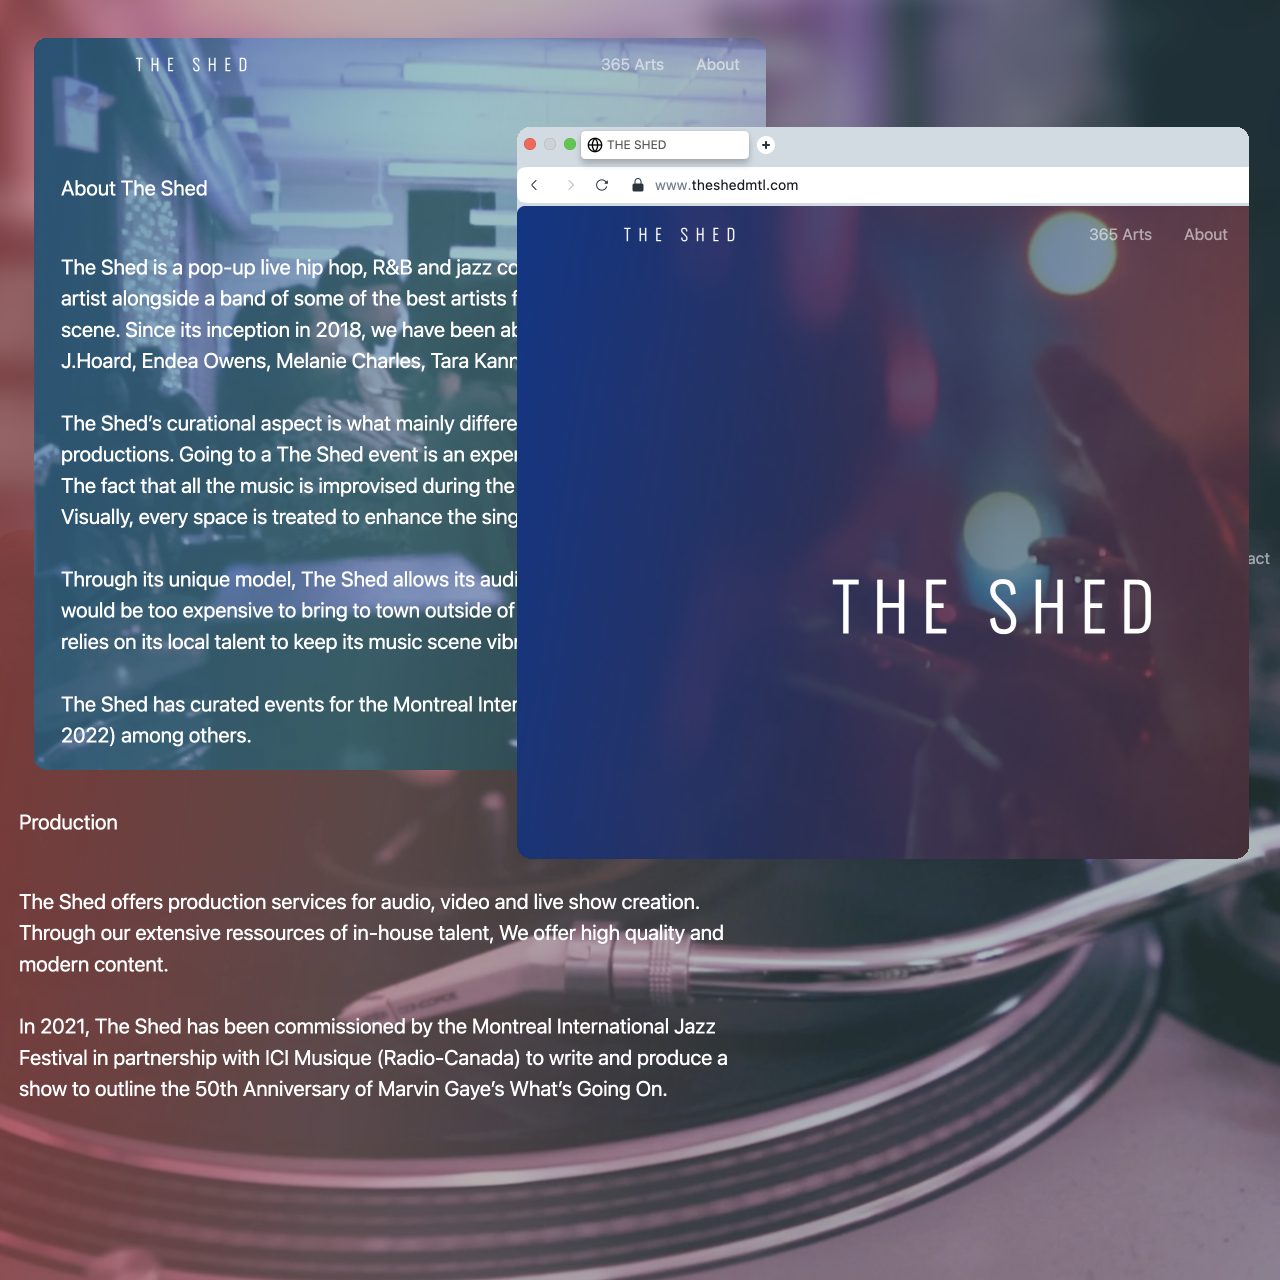 THE SHED
365 Arts About
About The Shed
The Shed is a pop-up live hip hop, R&B and jazz
artist alongside a band of some of the best artists
scene. Since its inception in 2018, we have been
J.Hoard, Endea Owens, Melanie Charles, Tara
The Shed’s curational aspect is what mainly
productions. Going to a The Shed event is an
The fact that all the music is improvised during the
Visually, every space is treated to enhance the
Through its unique model, The Shed allows its
would be too expensive to bring to town outside of
relies on its local talent to keep its music scene
The Shed has curated events for the Montreal
2022) among others.
THE SHED
www.theshedmtl.com
THE SHED
365 Arts About
THE SHED
Production
The Shed offers production services for audio, video and live show creation.
Through our extensive ressources of in-house talent, We offer high quality and
modern content.
In 2021, The Shed has been commissioned by the Montreal International Jazz
Festival in partnership with ICI Musique (Radio-Canada) to write and produce a
show to outline the 50th Anniversary of Marvin Gaye’s What’s Going On.